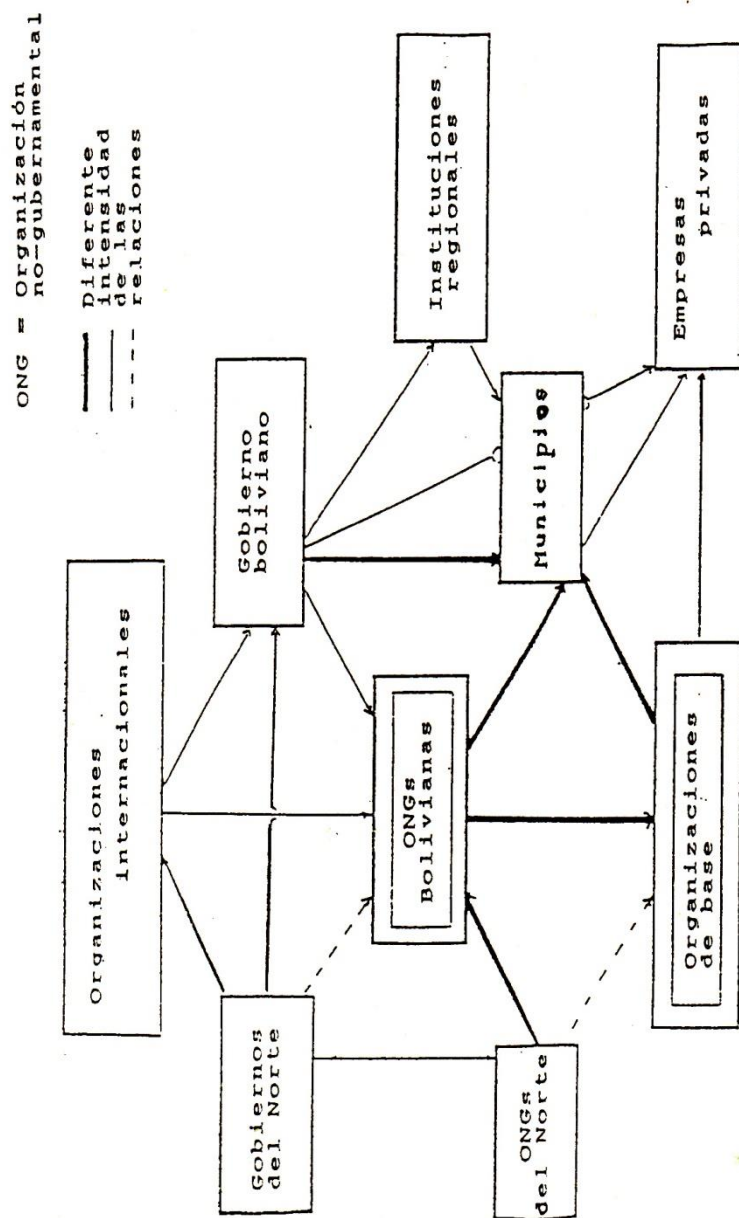 ONG = Organización
no-gubernamental
Diferente
intensidad
de las
relaciones
Organizaciones
internacionales
Gobiernos
del Norte
Gobierno
boliviano
Instituciones
regionales
ONGs
Bolivianas
Municipios
ONGs
del Norte
Organizaciones
de base
Empresas
privadas